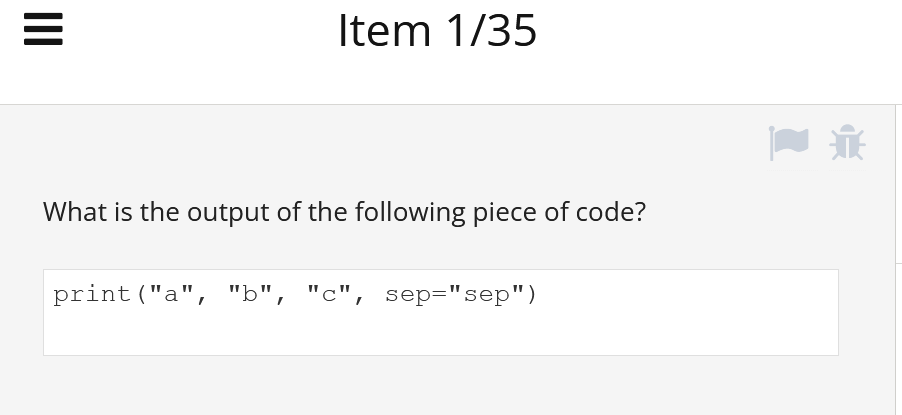 Item 1/35
What is the output of the following piece of code?
print("a", "b", "c", sep="sep")